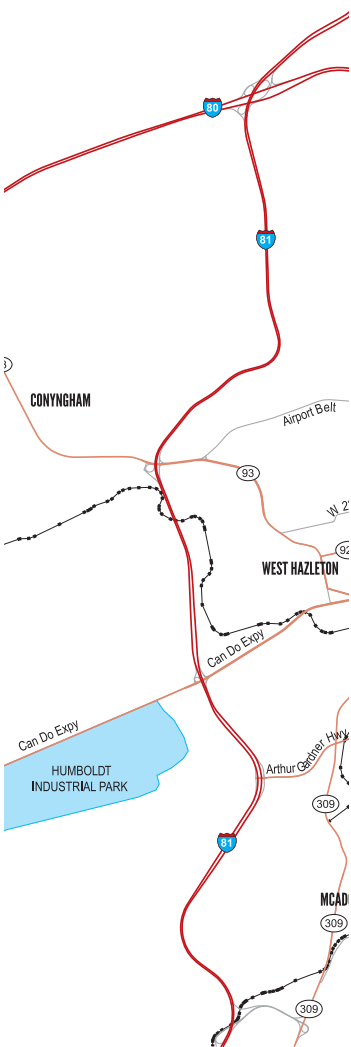 80
81
CONYNGHAM
Airport Belt
93
WEST HAZLETON
Can Do Expy
Can Do Expy
HUMBOLDT
INDUSTRIAL PARK
Arthur Gardner Hwy
309
81
309
309